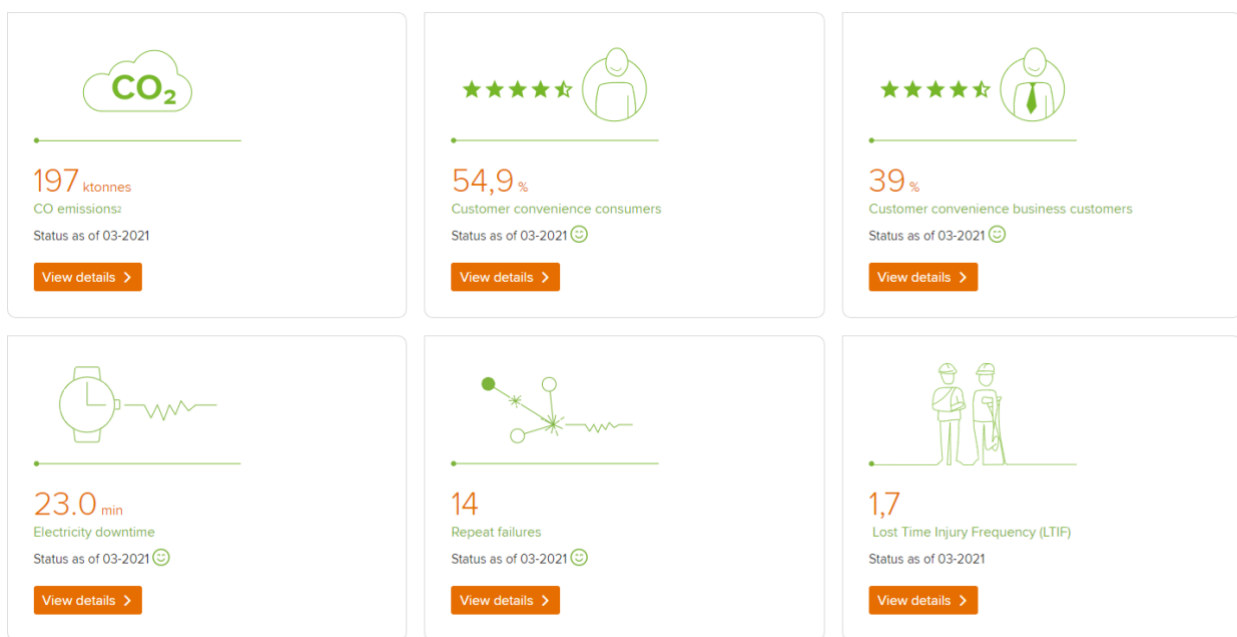 CO₂
197 ktonnes
CO emissions2
Status as of 03-2021
View details
54,9 %
Customer convenience consumers
Status as of 03-2021
View details
39 %
Customer convenience business customers
Status as of 03-2021
View details
23.0 min
Electricity downtime
Status as of 03-2021
View details
14
Repeat failures
Status as of 03-2021
View details
1,7
Lost Time Injury Frequency (LTIF)
Status as of 03-2021
View details